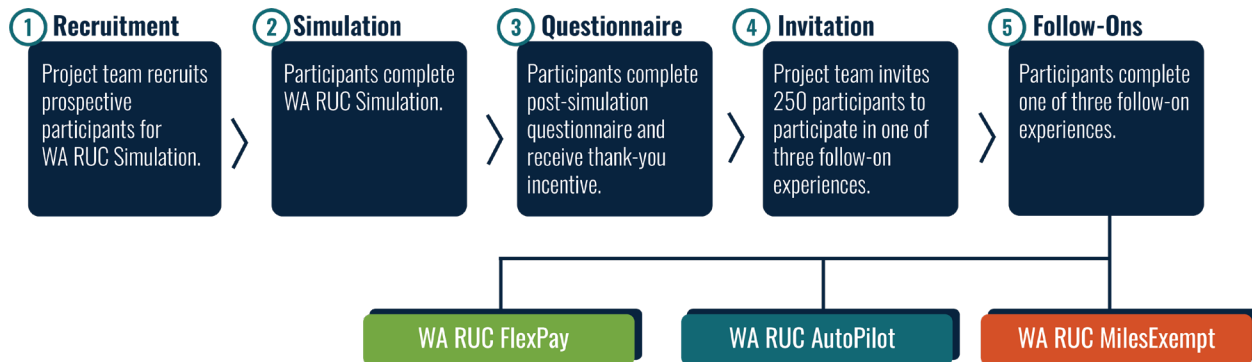 1 Recruitment
Project team recruits
prospective
participants for
WA RUC Simulation.
2 Simulation
Participants complete
WA RUC Simulation.
3 Questionnaire
Participants complete
post-simulation
questionnaire and
receive thank-you
incentive.
4 Invitation
Project team invites
250 participants to
participate in one of
three follow-on
experiences.
5 Follow-Ons
Participants complete
one of three follow-on
experiences.
WA RUC FlexPay
WA RUC AutoPilot
WA RUC MilesExempt